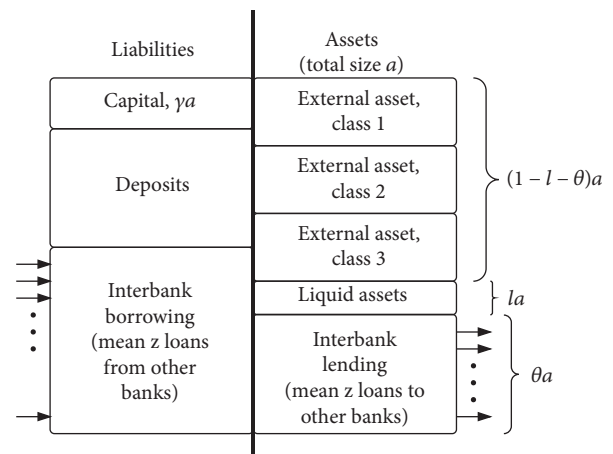 Liabilities
Capital, γa
Deposits
Interbank
borrowing
(mean z loans
from other
banks)
Assets
(total size a)
External asset,
class 1
External asset,
class 2
External asset,
class 3
Liquid assets
Interbank
lending
(mean z loans to
other banks)
(1 – l – θ)a
la
θa